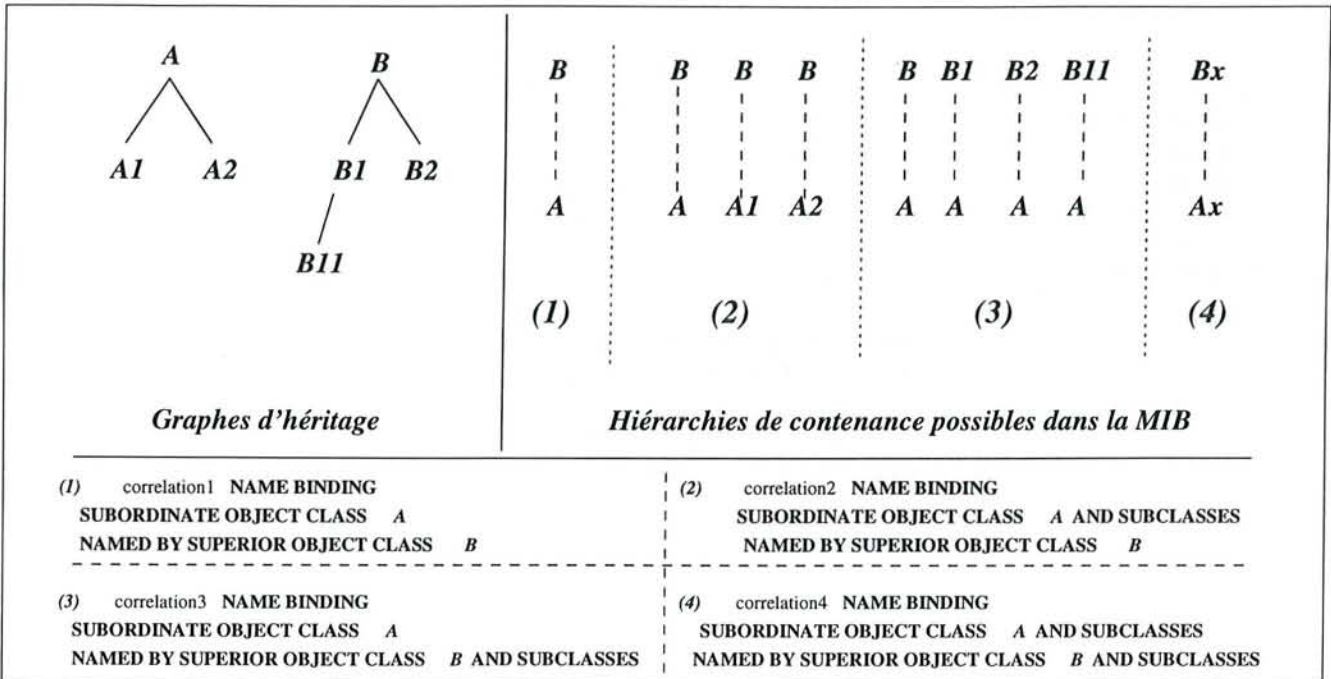 A B
A1 A2 B1 B2
B11
B B B B B B1 B2 B11 Bx
A A A1 A2 A A A A Ax
(1) (2) (3) (4)
Graphes d'héritage
Hiérarchies de contenance possibles dans la MIB
(1) correlation1 NAME BINDING
SUBORDINATE OBJECT CLASS A
NAMED BY SUPERIOR OBJECT CLASS B
(2) correlation2 NAME BINDING
SUBORDINATE OBJECT CLASS A AND SUBCLASSES
NAMED BY SUPERIOR OBJECT CLASS B
(3) correlation3 NAME BINDING
SUBORDINATE OBJECT CLASS A
NAMED BY SUPERIOR OBJECT CLASS B AND SUBCLASSES
(4) correlation4 NAME BINDING
SUBORDINATE OBJECT CLASS A AND SUBCLASSES
NAMED BY SUPERIOR OBJECT CLASS B AND SUBCLASSES